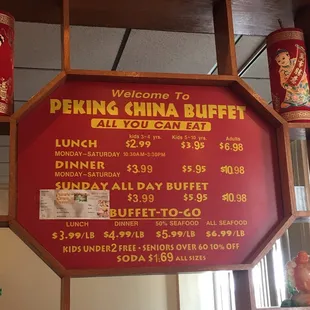 Welcome To
PEKING CHINA BUFFET
ALL YOU CAN EAT
Kids 3-4 yrs. Kids 5-10 yrs. Adults
LUNCH $2.99 $3.95 $6.98
MONDAY-SATURDAY 10:30AM-3:30PM
DINNER $3.99 $5.95 $10.98
MONDAY-SATURDAY
SUNDAY ALL DAY BUFFET
$3.99 $5.95 $10.98
BUFFET-TO-GO
LUNCH DINNER 50% SEAFOOD ALL SEAFOOD
$3.99/LB $4.99/LB $5.99/LB $6.99/LB
KIDS UNDER 2 FREE - SENIORS OVER 60 10% OFF
SODA $1.69 ALL SIZES